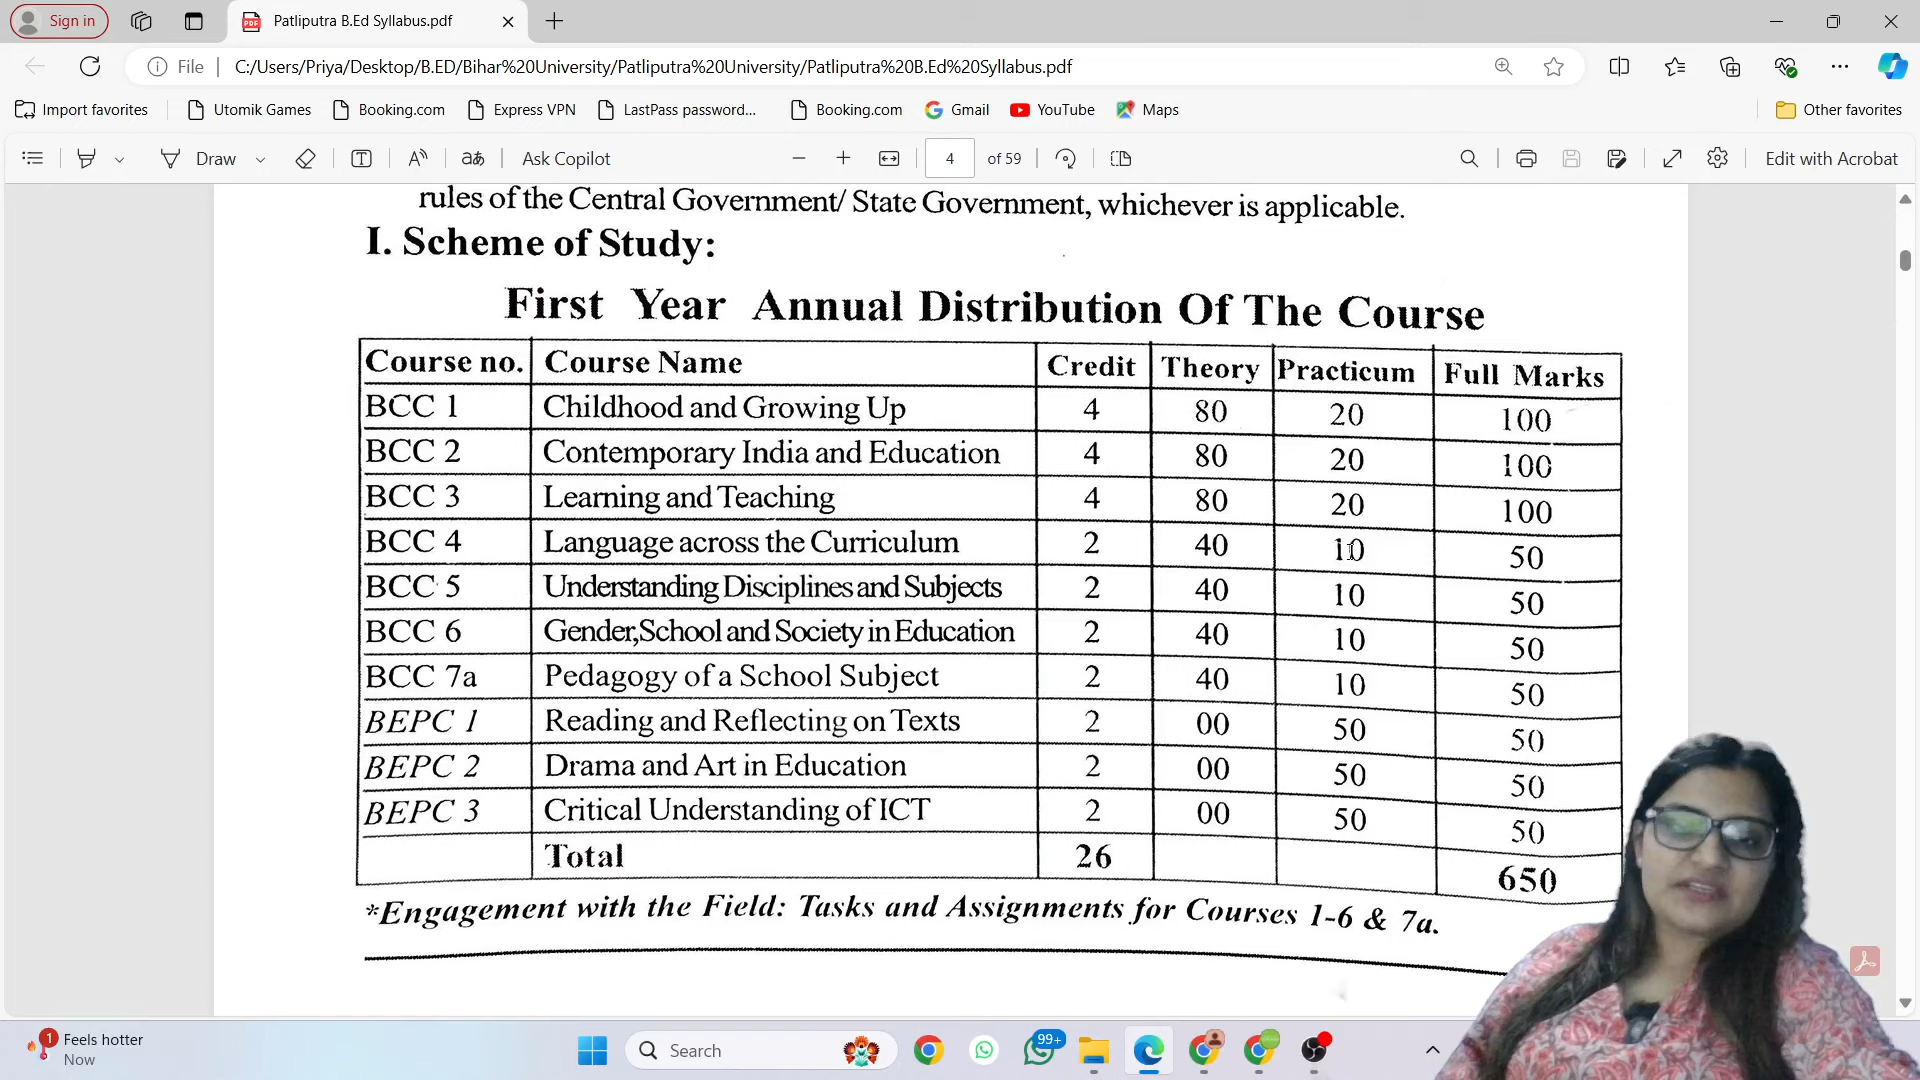 Sign in
Patliputra B.Ed Syllabus.pdf
File C:/Users/Priya/Desktop/B.ED/Bihar%20University/Patliputra%20University/Patliputra%20B.Ed%20Syllabus.pdf
Import favorites Utomik Games Booking.com Express VPN LastPass password... Booking.com Gmail YouTube Maps Other favorites
Draw Ask Copilot 4 of 59 Edit with Acrobat
rules of the Central Government/ State Government, whichever is applicable.
I. Scheme of Study:
First Year Annual Distribution Of The Course
Course no. Course Name Credit Theory Practicum Full Marks
BCC 1 Childhood and Growing Up 4 80 20 100
BCC 2 Contemporary India and Education 4 80 20 100
BCC 3 Learning and Teaching 4 80 20 100
BCC 4 Language across the Curriculum 2 40 10 50
BCC 5 Understanding Disciplines and Subjects 2 40 10 50
BCC 6 Gender,School and Society in Education 2 40 10 50
BCC 7a Pedagogy of a School Subject 2 40 10 50
BEPC 1 Reading and Reflecting on Texts 2 00 50 50
BEPC 2 Drama and Art in Education 2 00 50 50
BEPC 3 Critical Understanding of ICT 2 00 50 50
Total 26 650
*Engagement with the Field: Tasks and Assignments for Courses 1-6 & 7a.
1 Feels hotter
Now
Search
99+